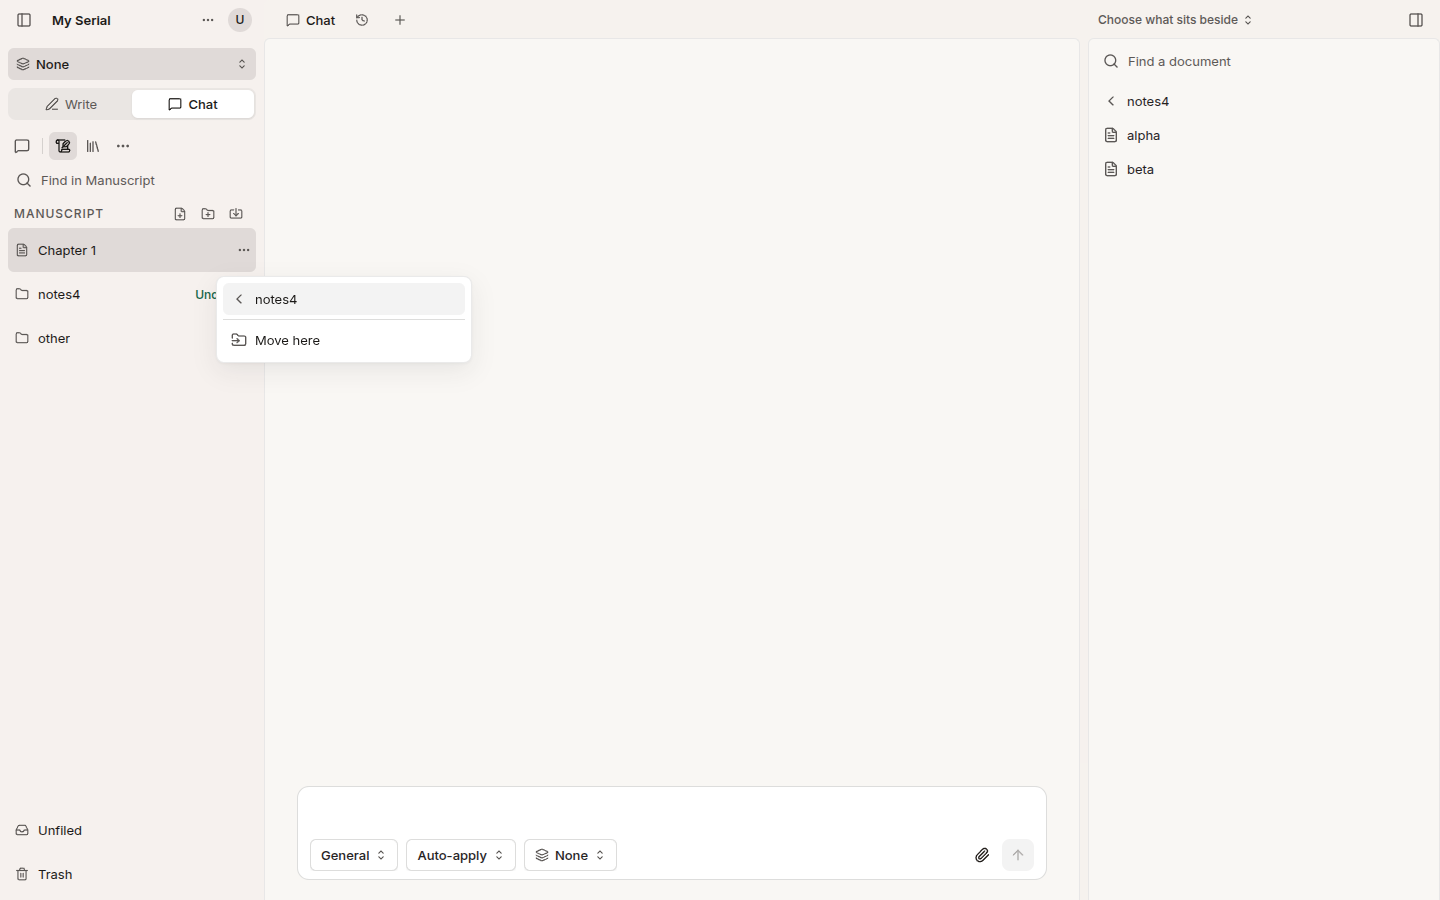 My Serial
U
None
Write
Chat
Find in Manuscript
MANUSCRIPT
Chapter 1
notes4
other
Unfiled
Trash
Chat
notes4
Move here
General
Auto-apply
None
Choose what sits beside
Find a document
notes4
alpha
beta